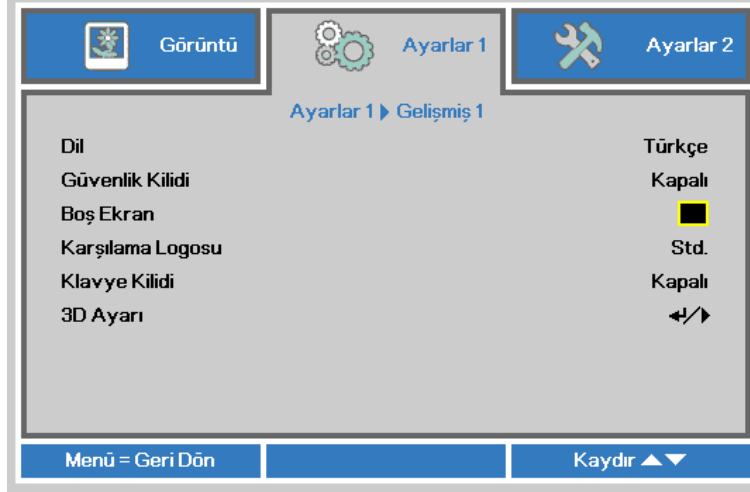 Görüntü
Ayarlar 1
Ayarlar 2
Ayarlar 1 Gelişmiş 1
Dil Türkçe
Güvenlik Kilidi Kapalı
Boş Ekran
Karşılama Logosu Std.
Klavye Kilidi Kapalı
3D Ayarı ↵/▶
Menü = Geri Dön
Kaydır ▲▼